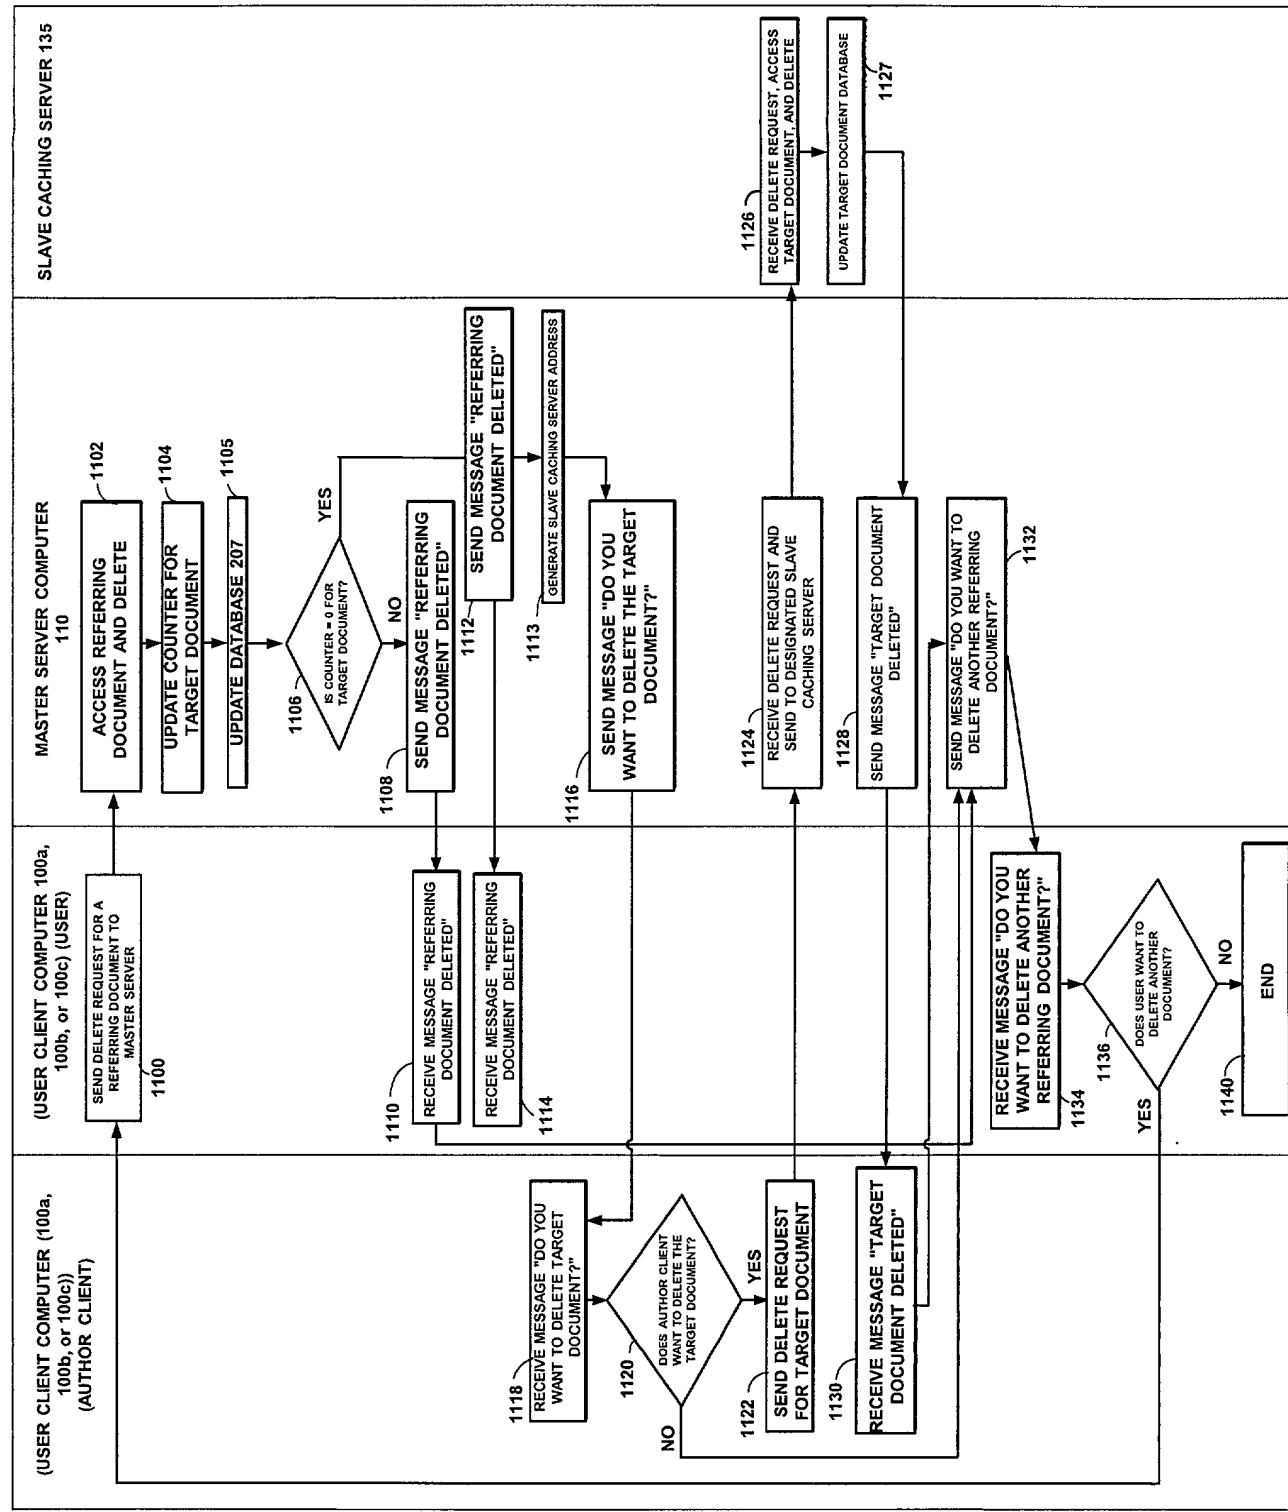 (USER CLIENT COMPUTER (100a,
100b, or 100c))
(AUTHOR CLIENT)
(USER CLIENT COMPUTER 100a,
100b, or 100c) (USER)
MASTER SERVER COMPUTER
110
SLAVE CACHING SERVER 135
SEND DELETE REQUEST FOR A
REFERRING DOCUMENT TO
MASTER SERVER
1100
ACCESS REFERRING
DOCUMENT AND DELETE
1102
UPDATE COUNTER FOR
TARGET DOCUMENT
1104
UPDATE DATABASE 207
1105
IS COUNTER = 0 FOR
TARGET DOCUMENT?
1106
YES
NO
SEND MESSAGE "REFERRING
DOCUMENT DELETED"
1108
RECEIVE MESSAGE "REFERRING
DOCUMENT DELETED"
1110
SEND MESSAGE "REFERRING
DOCUMENT DELETED"
1112
RECEIVE MESSAGE "REFERRING
DOCUMENT DELETED"
1114
GENERATE SLAVE CACHING SERVER ADDRESS
1113
SEND MESSAGE "DO YOU
WANT TO DELETE THE TARGET
DOCUMENT?"
1116
RECEIVE MESSAGE "DO YOU
WANT TO DELETE TARGET
DOCUMENT?"
1118
DOES AUTHOR CLIENT
WANT TO DELETE THE
TARGET DOCUMENT?
1120
NO
YES
SEND DELETE REQUEST
FOR TARGET DOCUMENT
1122
RECEIVE DELETE REQUEST AND
SEND TO DESIGNATED SLAVE
CACHING SERVER
1124
RECEIVE DELETE REQUEST, ACCESS
TARGET DOCUMENT, AND DELETE
1126
UPDATE TARGET DOCUMENT DATABASE
1127
SEND MESSAGE "TARGET DOCUMENT
DELETED"
1128
RECEIVE MESSAGE "TARGET
DOCUMENT DELETED"
1130
SEND MESSAGE "DO YOU WANT TO
DELETE ANOTHER REFERRING
DOCUMENT?"
1132
RECEIVE MESSAGE "DO YOU
WANT TO DELETE ANOTHER
REFERRING DOCUMENT?"
1134
DOES USER WANT TO
DELETE ANOTHER
DOCUMENT?
1136
YES
NO
END
1140